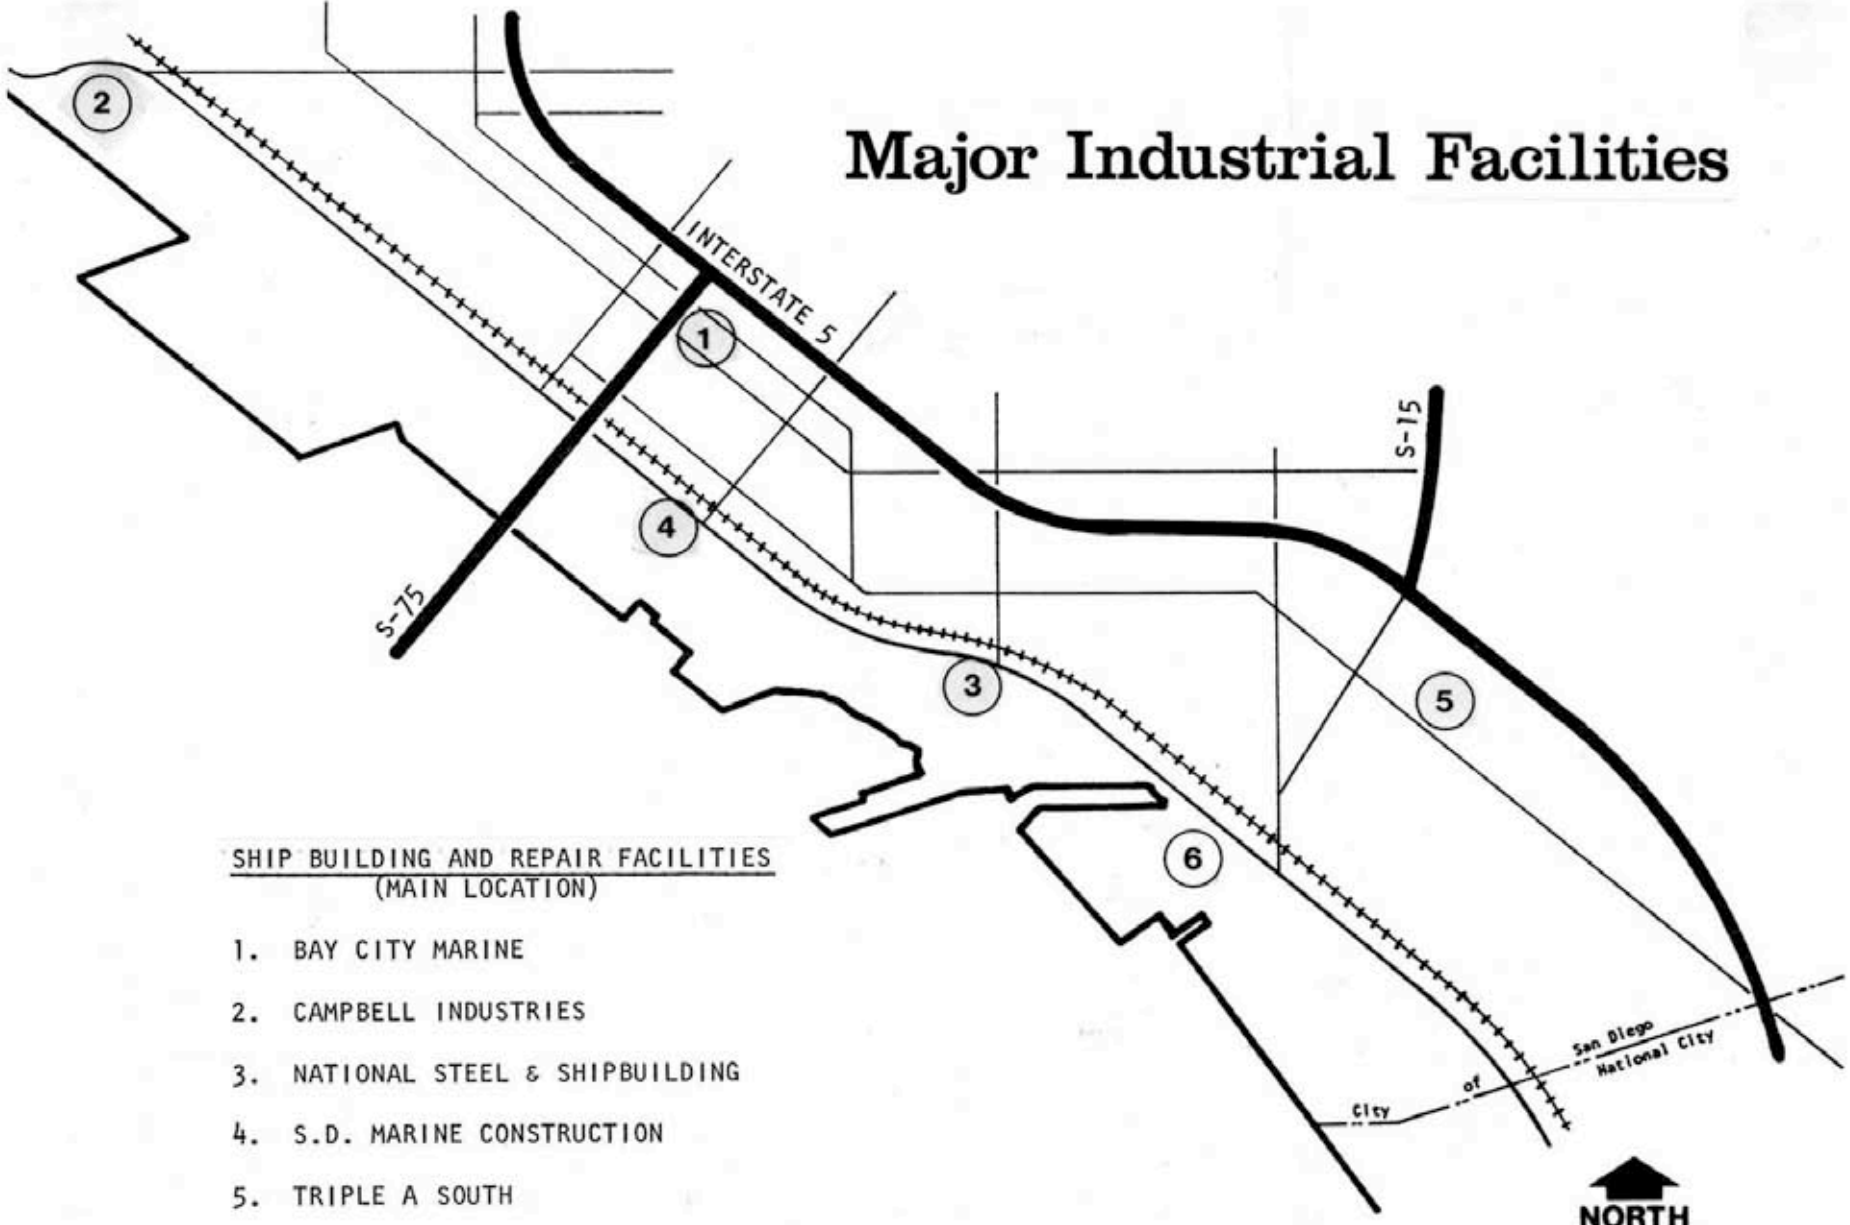 2
Major Industrial Facilities
INTERSTATE 5
1
S-15
4
S-75
3
5
6
SHIP BUILDING AND REPAIR FACILITIES
(MAIN LOCATION)
1. BAY CITY MARINE
2. CAMPBELL INDUSTRIES
3. NATIONAL STEEL & SHIPBUILDING
4. S.D. MARINE CONSTRUCTION
5. TRIPLE A SOUTH
San Diego
City of
National City
NORTH